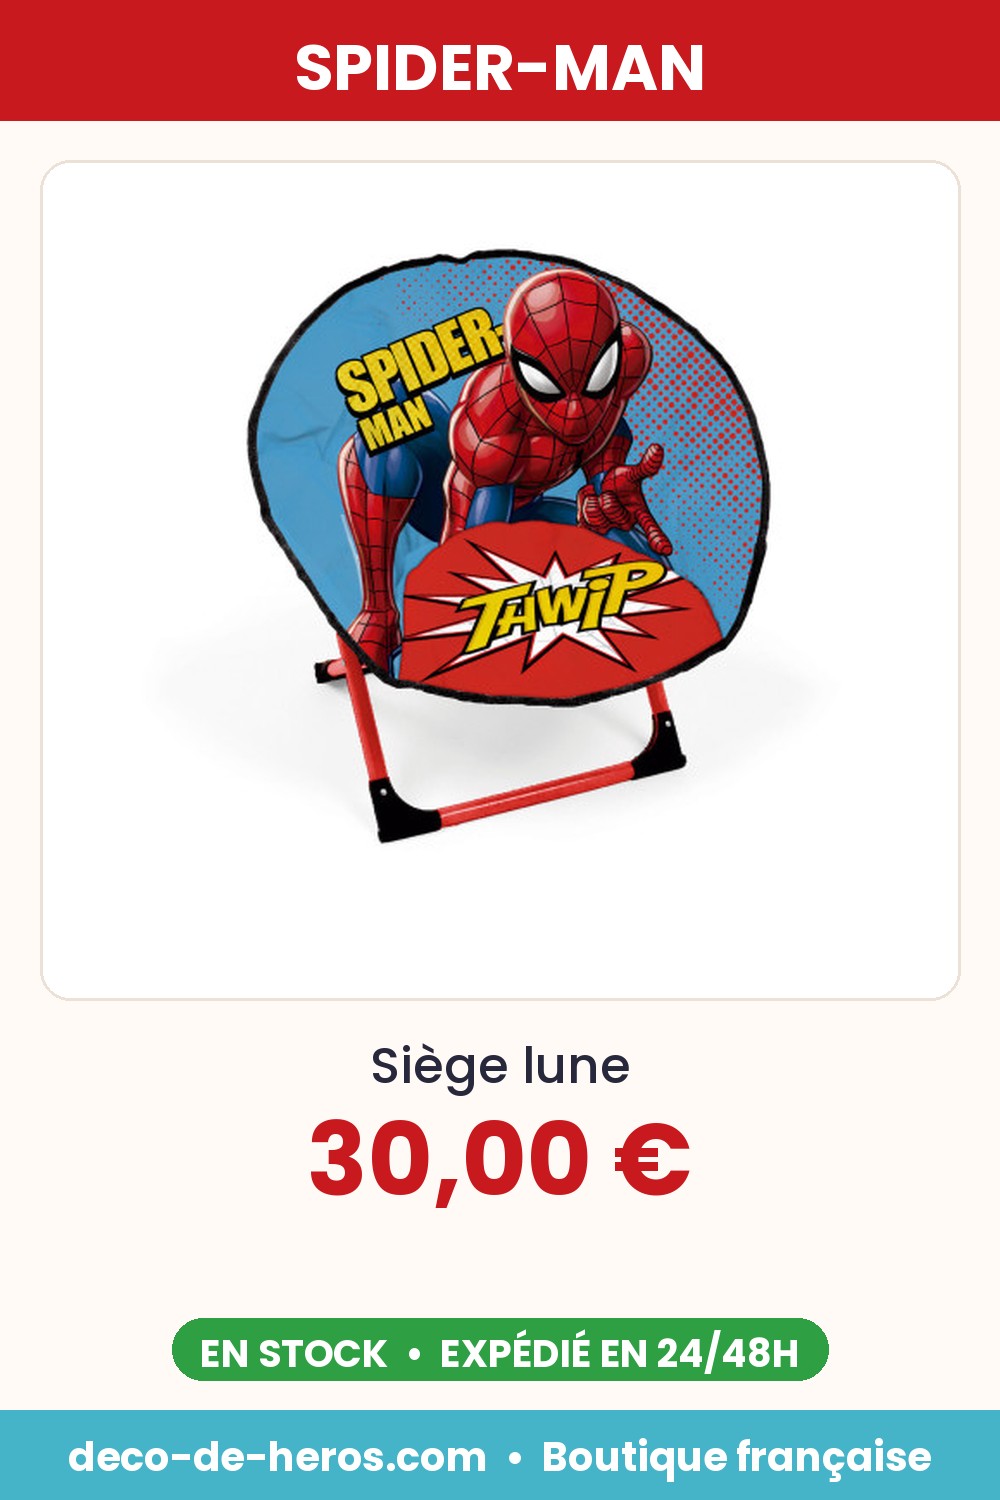 SPIDER-MAN
SPIDER-
MAN
THWIP
Siège lune
30,00 €
EN STOCK • EXPÉDIÉ EN 24/48H
deco-de-heros.com • Boutique française